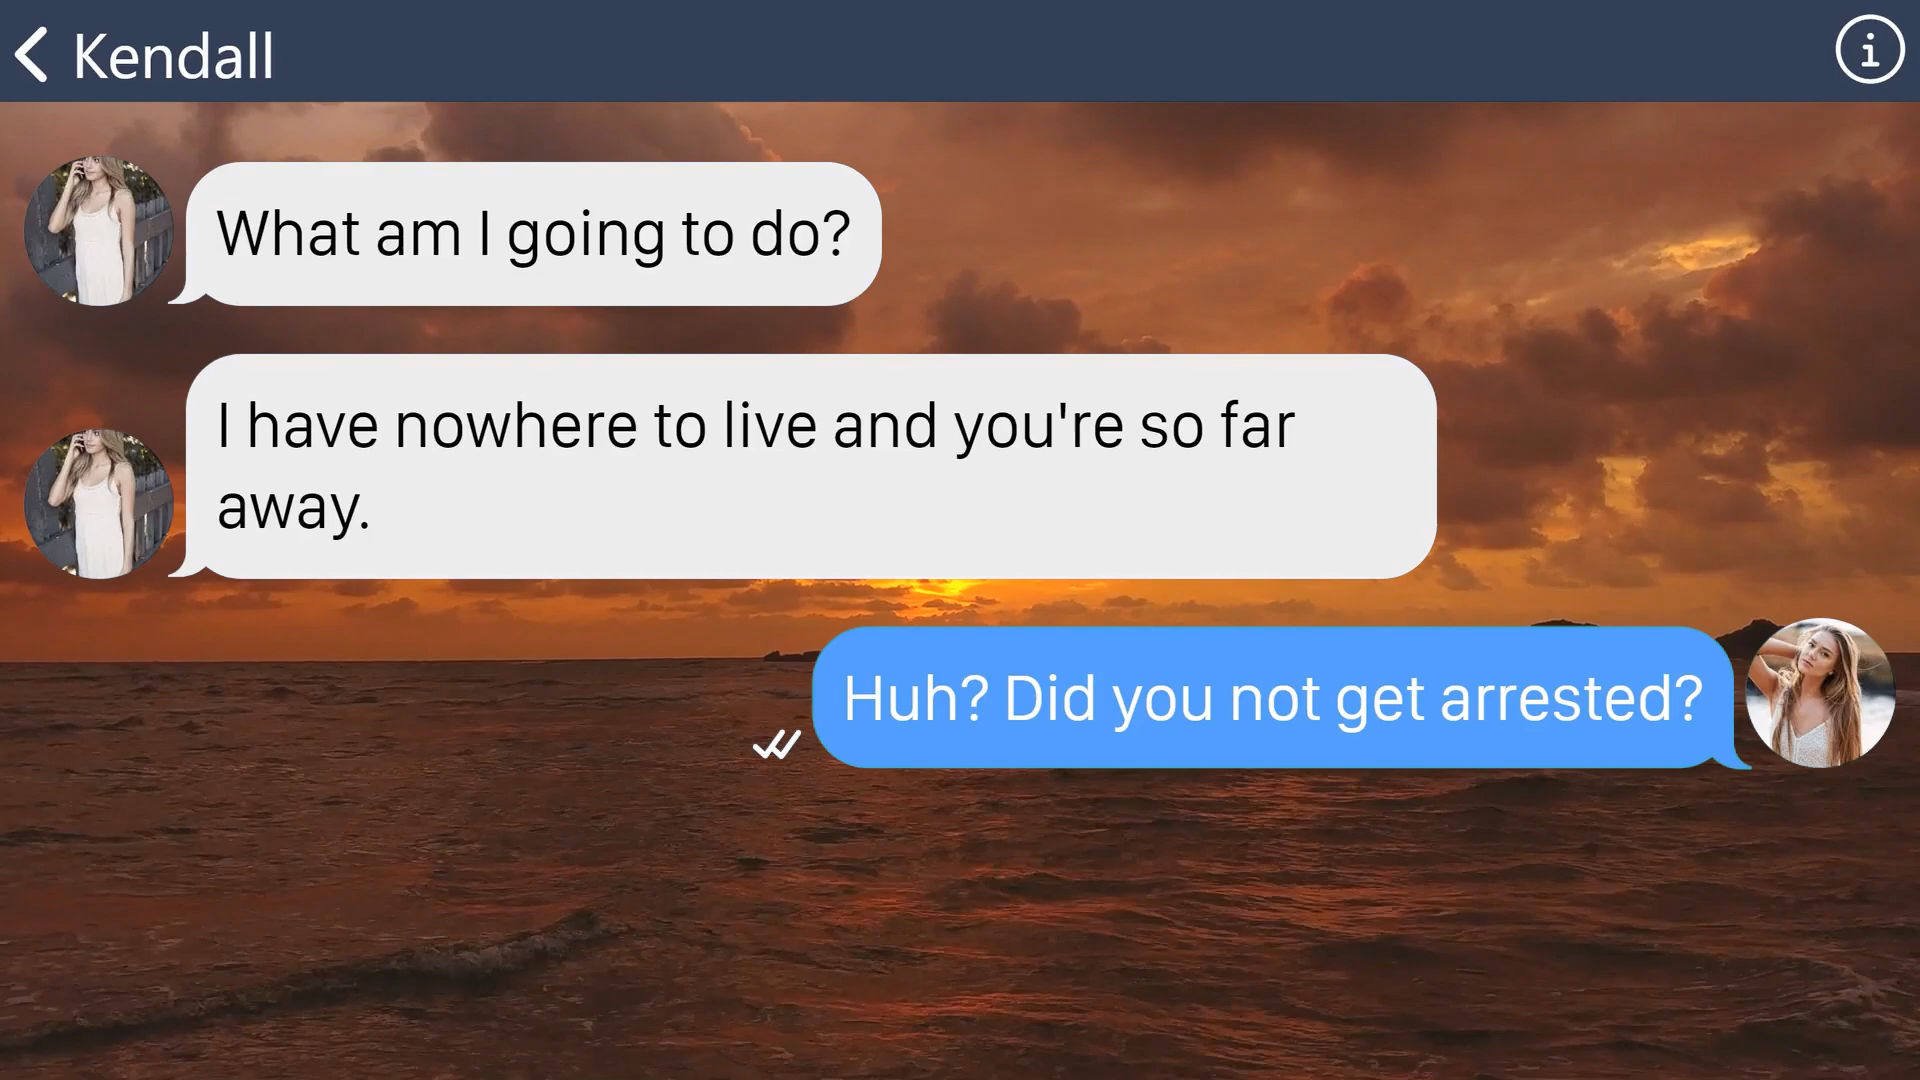 Kendall
What am I going to do?
I have nowhere to live and you're so far
away.
Huh? Did you not get arrested?